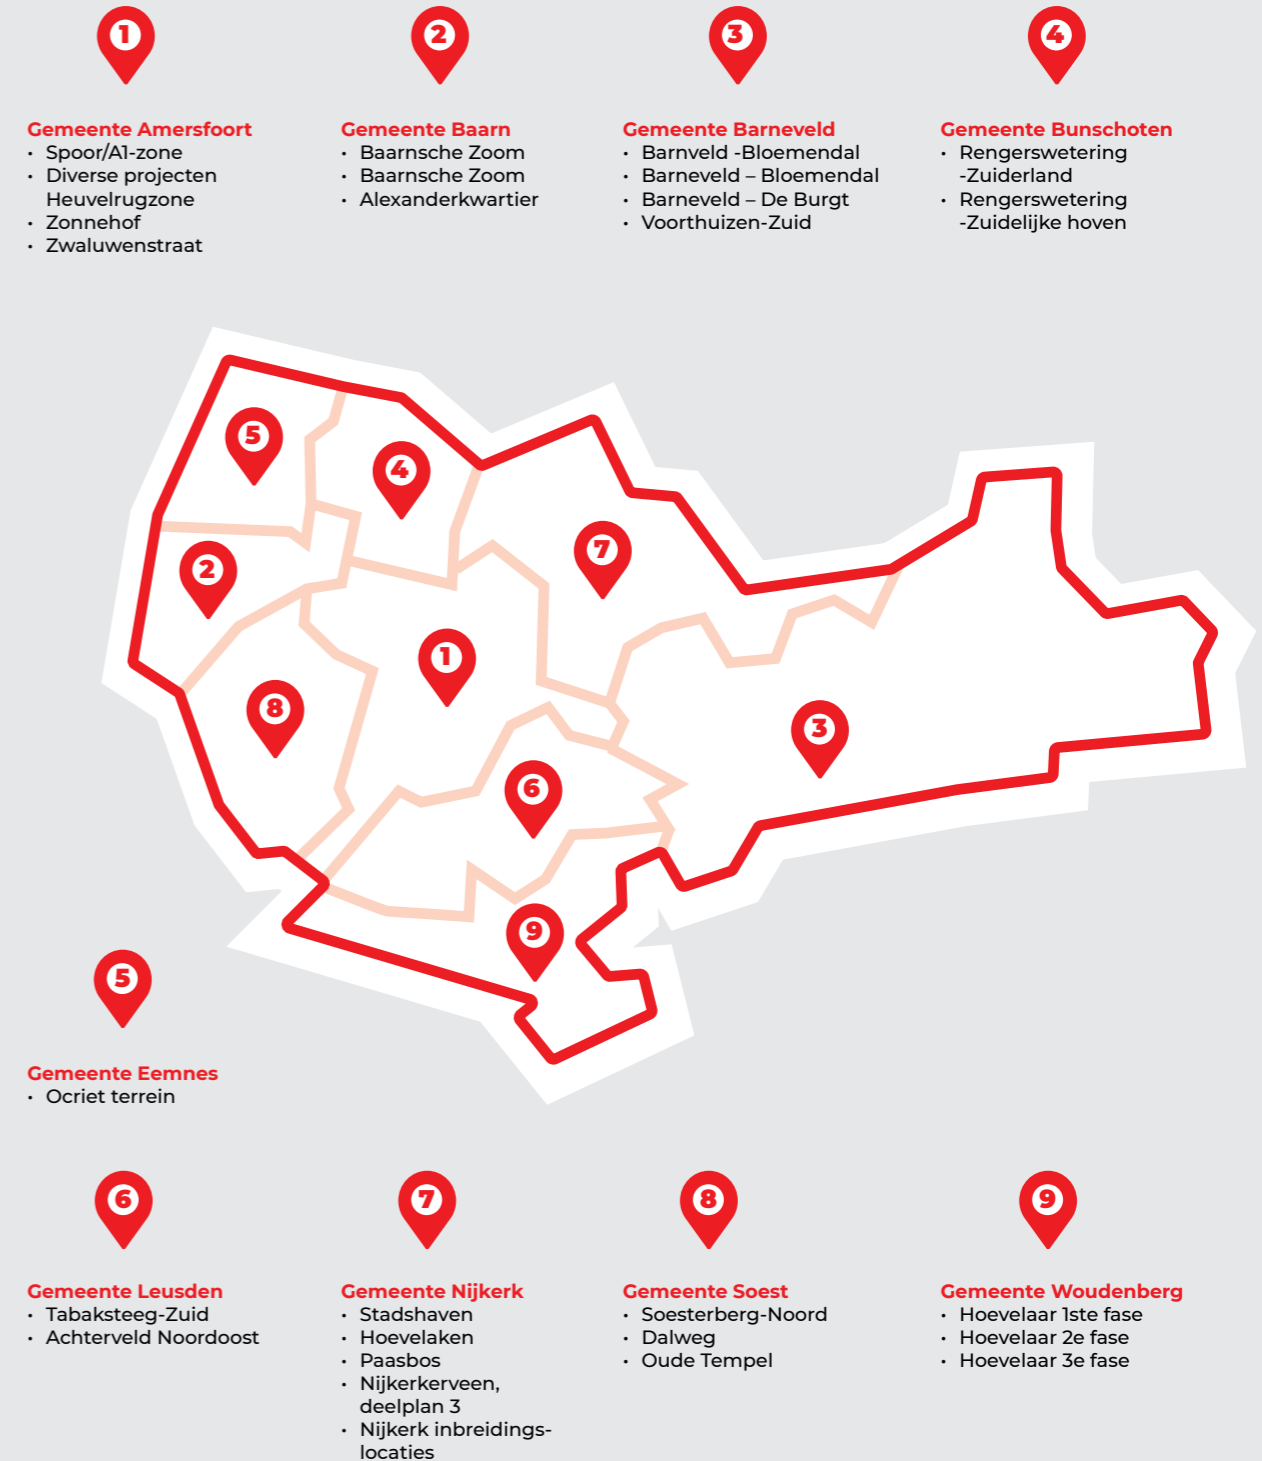 1
Gemeente Amersfoort
• Spoor/A1-zone
• Diverse projecten
Heuvelrugzone
• Zonnehof
• Zwaluwenstraat
2
Gemeente Baarn
• Baarnsche Zoom
• Baarnsche Zoom
• Alexanderkwartier
3
Gemeente Barneveld
• Barnveld -Bloemendal
• Barneveld – Bloemendal
• Barneveld – De Burgt
• Voorthuizen-Zuid
4
Gemeente Bunschoten
• Rengerswetering
-Zuiderland
• Rengerswetering
-Zuidelijke hoven
5
4
7
2
1
8
3
6
9
5
Gemeente Eemnes
• Ocriet terrein
6
Gemeente Leusden
• Tabaksteeg-Zuid
• Achterveld Noordoost
7
Gemeente Nijkerk
• Stadshaven
• Hoevelaken
• Paasbos
• Nijkerkerveen,
deelplan 3
• Nijkerk inbreidings-
locaties
8
Gemeente Soest
• Soesterberg-Noord
• Dalweg
• Oude Tempel
9
Gemeente Woudenberg
• Hoevelaar 1ste fase
• Hoevelaar 2e fase
• Hoevelaar 3e fase